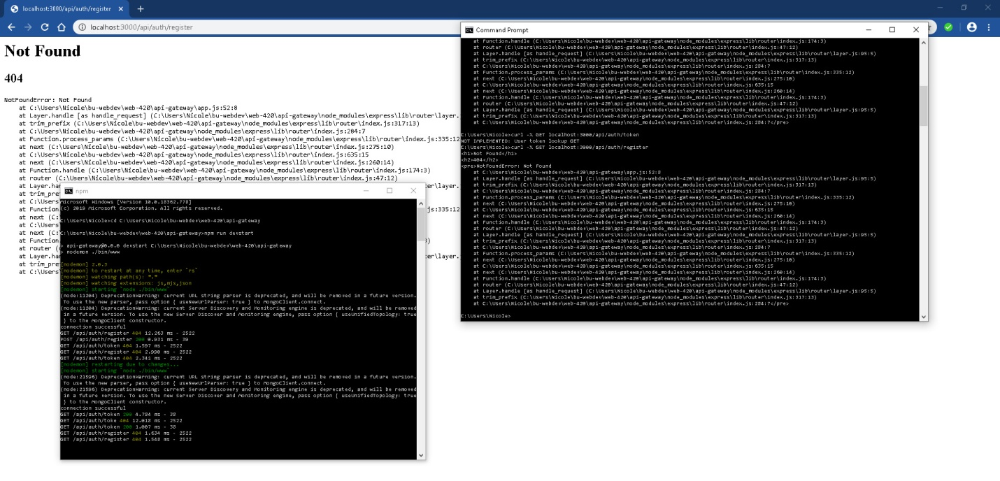 localhost:3000/api/auth/register
localhost:3000/api/auth/register
Not Found
404
NotFoundError: Not Found
at C:\Users\Nicole\bu-webdev\web-420\api-gateway\app.js:52:8
at Layer.handle [as handle_request] (C:\Users\Nicole\bu-webdev\web-420\api-gateway\node_modules\express\lib\router\layer.
at trim_prefix (C:\Users\Nicole\bu-webdev\web-420\api-gateway\node_modules\express\lib\router\index.js:317:13)
at C:\Users\Nicole\bu-webdev\web-420\api-gateway\node_modules\express\lib\router\index.js:284:7
at Function.process_params (C:\Users\Nicole\bu-webdev\web-420\api-gateway\node_modules\express\lib\router\index.js:335:12
at next (C:\Users\Nicole\bu-webdev\web-420\api-gateway\node_modules\express\lib\router\index.js:275:10)
at C:\Users\Nicole\bu-webdev\web-420\api-gateway\node_modules\express\lib\router\index.js:635:15
at next (C:\Users\Nicole\bu-webdev\web-420\api-gateway\node_modules\express\lib\router\index.js:260:14)
at Function.handle (C:\Users\Nicole\bu-webdev\web-420\api-gateway\node_modules\express\lib\router\index.js:174:3)
at router (C:\Users\Nicole\bu-webdev\web-420\api-gateway\node_modules\express\lib\router\index.js:47:12)
at Layer.ha
er\layer.
at trim_pref
at C:\Users
at Function
js:335:12
at next (C:
at C:\Users
at next (C:
at Function
)
at router (
at Layer.ha
er\layer.
at trim_pref
at C:\Users
npm
Microsoft Windows [Version 10.0.18362.778]
(c) 2019 Microsoft Corporation. All rights reserved.
C:\Users\Nicole>cd C:\Users\Nicole\bu-webdev\web-420\api-gateway
C:\Users\Nicole\bu-webdev\web-420\api-gateway>npm run devstart
> api-gateway@0.0.0 devstart C:\Users\Nicole\bu-webdev\web-420\api-gateway
> nodemon ./bin/www
[nodemon] 2.0.3
[nodemon] to restart at any time, enter `rs`
[nodemon] watching path(s): *.*
[nodemon] watching extensions: js,mjs,json
[nodemon] starting `node ./bin/www`
(node:11204) DeprecationWarning: current URL string parser is deprecated, and will be removed in a future version.
To use the new parser, pass option { useNewUrlParser: true } to MongoClient.connect.
(node:11204) DeprecationWarning: current Server Discovery and Monitoring engine is deprecated, and will be removed
in a future version. To use the new Server Discover and Monitoring engine, pass option { useUnifiedTopology: true
} to the MongoClient constructor.
connection successful
GET /api/auth/register 404 12.263 ms - 2522
POST /api/auth/register 200 0.931 ms - 39
GET /api/auth/token 404 1.597 ms - 2522
GET /api/auth/register 404 2.990 ms - 2522
GET /api/auth/token 404 2.341 ms - 2522
[nodemon] restarting due to changes...
[nodemon] starting `node ./bin/www`
(node:21596) DeprecationWarning: current URL string parser is deprecated, and will be removed in a future version.
To use the new parser, pass option { useNewUrlParser: true } to MongoClient.connect.
(node:21596) DeprecationWarning: current Server Discovery and Monitoring engine is deprecated, and will be removed
in a future version. To use the new Server Discover and Monitoring engine, pass option { useUnifiedTopology: true
} to the MongoClient constructor.
connection successful
GET /api/auth/token 200 4.784 ms - 38
GET /api/auth/toke 404 12.018 ms - 2522
GET /api/auth/token 200 1.007 ms - 38
GET /api/auth/register 404 1.634 ms - 2522
GET /api/auth/register 404 1.548 ms - 2522
Command Prompt
at Function.handle (C:\Users\Nicole\bu-webdev\web-420\api-gateway\node_modules\express\lib\router\index.js:174:3)
at router (C:\Users\Nicole\bu-webdev\web-420\api-gateway\node_modules\express\lib\router\index.js:47:12)
at Layer.handle [as handle_request] (C:\Users\Nicole\bu-webdev\web-420\api-gateway\node_modules\express\lib\router\layer.js:95:5)
at trim_prefix (C:\Users\Nicole\bu-webdev\web-420\api-gateway\node_modules\express\lib\router\index.js:317:13)
at C:\Users\Nicole\bu-webdev\web-420\api-gateway\node_modules\express\lib\router\index.js:284:7
at Function.process_params (C:\Users\Nicole\bu-webdev\web-420\api-gateway\node_modules\express\lib\router\index.js:335:12)
at next (C:\Users\Nicole\bu-webdev\web-420\api-gateway\node_modules\express\lib\router\index.js:275:10)
at C:\Users\Nicole\bu-webdev\web-420\api-gateway\node_modules\express\lib\router\index.js:635:15
at next (C:\Users\Nicole\bu-webdev\web-420\api-gateway\node_modules\express\lib\router\index.js:260:14)
at Function.handle (C:\Users\Nicole\bu-webdev\web-420\api-gateway\node_modules\express\lib\router\index.js:174:3)
at router (C:\Users\Nicole\bu-webdev\web-420\api-gateway\node_modules\express\lib\router\index.js:47:12)
at Layer.handle [as handle_request] (C:\Users\Nicole\bu-webdev\web-420\api-gateway\node_modules\express\lib\router\layer.js:95:5)
at trim_prefix (C:\Users\Nicole\bu-webdev\web-420\api-gateway\node_modules\express\lib\router\index.js:317:13)
at C:\Users\Nicole\bu-webdev\web-420\api-gateway\node_modules\express\lib\router\index.js:284:7</pre>
C:\Users\Nicole>curl -X GET localhost:3000/api/auth/token
NOT IMPLEMENTED: User token lookup GET
C:\Users\Nicole>curl -X GET localhost:3000/api/auth/register
<h1>Not Found</h1>
<h2>404</h2>
<pre>NotFoundError: Not Found
at C:\Users\Nicole\bu-webdev\web-420\api-gateway\app.js:52:8
at Layer.handle [as handle_request] (C:\Users\Nicole\bu-webdev\web-420\api-gateway\node_modules\express\lib\router\layer.js:95:5)
at trim_prefix (C:\Users\Nicole\bu-webdev\web-420\api-gateway\node_modules\express\lib\router\index.js:317:13)
at C:\Users\Nicole\bu-webdev\web-420\api-gateway\node_modules\express\lib\router\index.js:284:7
at Function.process_params (C:\Users\Nicole\bu-webdev\web-420\api-gateway\node_modules\express\lib\router\index.js:335:12)
at next (C:\Users\Nicole\bu-webdev\web-420\api-gateway\node_modules\express\lib\router\index.js:275:10)
at C:\Users\Nicole\bu-webdev\web-420\api-gateway\node_modules\express\lib\router\index.js:635:15
at next (C:\Users\Nicole\bu-webdev\web-420\api-gateway\node_modules\express\lib\router\index.js:260:14)
at Function.handle (C:\Users\Nicole\bu-webdev\web-420\api-gateway\node_modules\express\lib\router\index.js:174:3)
at router (C:\Users\Nicole\bu-webdev\web-420\api-gateway\node_modules\express\lib\router\index.js:47:12)
at Layer.handle [as handle_request] (C:\Users\Nicole\bu-webdev\web-420\api-gateway\node_modules\express\lib\router\layer.js:95:5)
at trim_prefix (C:\Users\Nicole\bu-webdev\web-420\api-gateway\node_modules\express\lib\router\index.js:317:13)
at C:\Users\Nicole\bu-webdev\web-420\api-gateway\node_modules\express\lib\router\index.js:284:7
at Function.process_params (C:\Users\Nicole\bu-webdev\web-420\api-gateway\node_modules\express\lib\router\index.js:335:12)
at next (C:\Users\Nicole\bu-webdev\web-420\api-gateway\node_modules\express\lib\router\index.js:275:10)
at C:\Users\Nicole\bu-webdev\web-420\api-gateway\node_modules\express\lib\router\index.js:635:15
at next (C:\Users\Nicole\bu-webdev\web-420\api-gateway\node_modules\express\lib\router\index.js:260:14)
at Function.handle (C:\Users\Nicole\bu-webdev\web-420\api-gateway\node_modules\express\lib\router\index.js:174:3)
at router (C:\Users\Nicole\bu-webdev\web-420\api-gateway\node_modules\express\lib\router\index.js:47:12)
at Layer.handle [as handle_request] (C:\Users\Nicole\bu-webdev\web-420\api-gateway\node_modules\express\lib\router\layer.js:95:5)
at trim_prefix (C:\Users\Nicole\bu-webdev\web-420\api-gateway\node_modules\express\lib\router\index.js:317:13)
at C:\Users\Nicole\bu-webdev\web-420\api-gateway\node_modules\express\lib\router\index.js:284:7</pre>
C:\Users\Nicole>